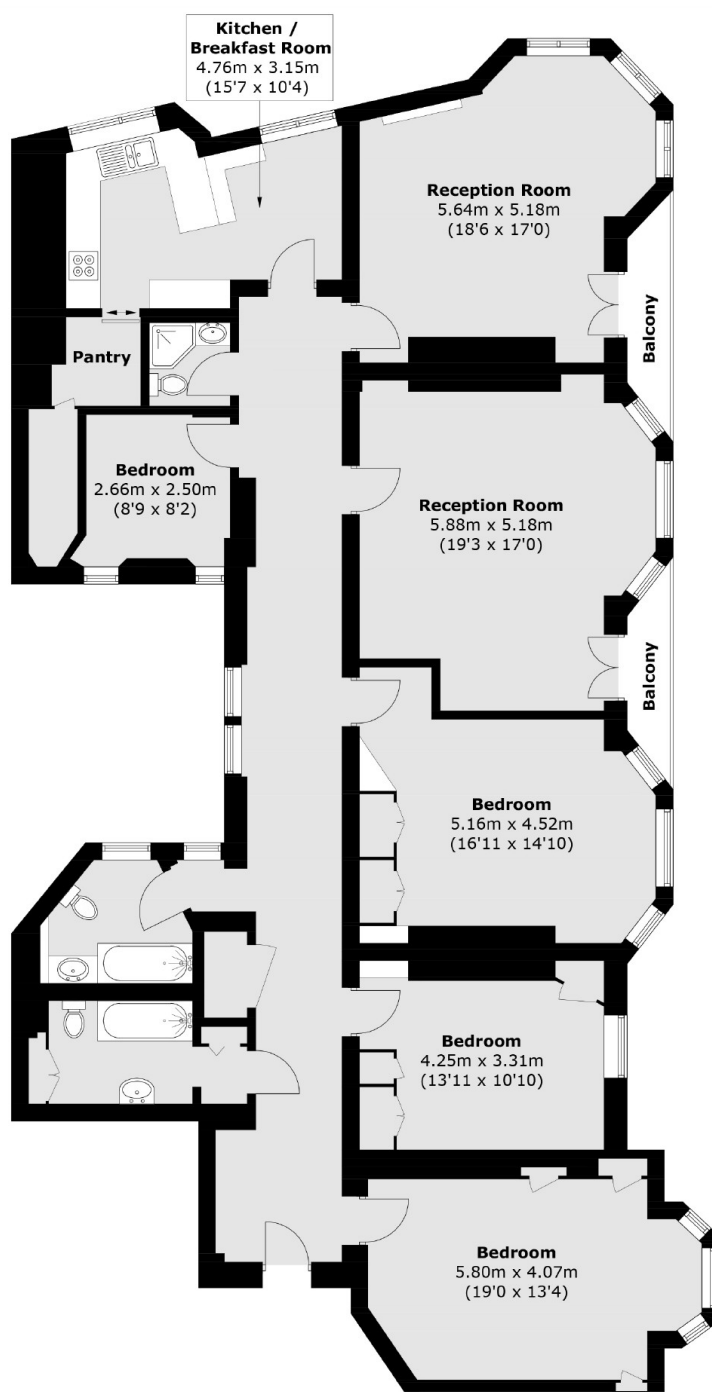 Kitchen /
Breakfast Room
4.76m x 3.15m
(15'7 x 10'4)
Reception Room
5.64m x 5.18m
(18'6 x 17'0)
Balcony
Pantry
Bedroom
2.66m x 2.50m
(8'9 x 8'2)
Reception Room
5.88m x 5.18m
(19'3 x 17'0)
Balcony
Bedroom
5.16m x 4.52m
(16'11 x 14'10)
Bedroom
4.25m x 3.31m
(13'11 x 10'10)
Bedroom
5.80m x 4.07m
(19'0 x 13'4)